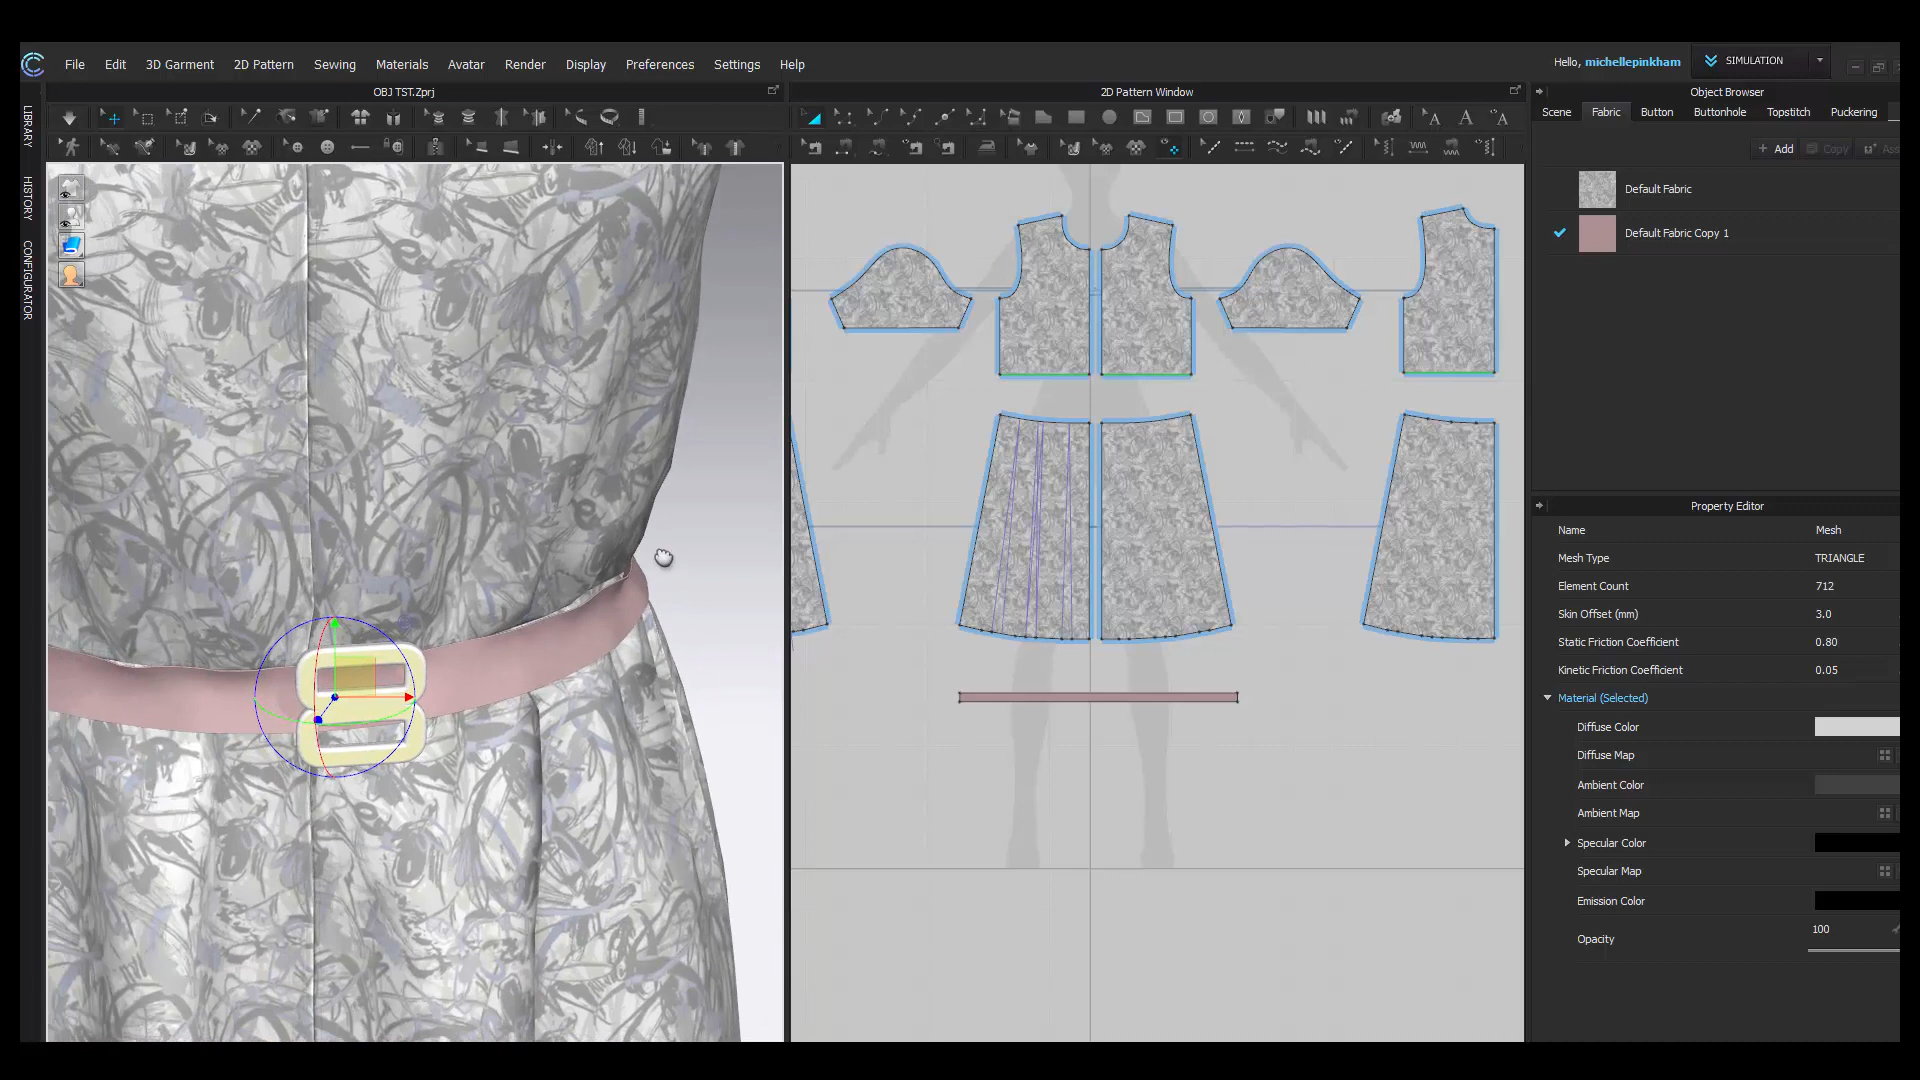 File Edit 3D Garment 2D Pattern Sewing Materials Avatar Render Display Preferences Settings Help
Hello, michellepinkham
SIMULATION
OBJ TST.Zprj
2D Pattern Window
Object Browser
LIBRARY
HISTORY
CONFIGURATOR
Scene Fabric Button Buttonhole Topstitch Puckering
+ Add Copy
Default Fabric
Default Fabric Copy 1
Property Editor
Name Mesh
Mesh Type TRIANGLE
Element Count 712
Skin Offset (mm) 3.0
Static Friction Coefficient 0.80
Kinetic Friction Coefficient 0.05
Material (Selected)
Diffuse Color
Diffuse Map
Ambient Color
Ambient Map
Specular Color
Specular Map
Emission Color
Opacity 100